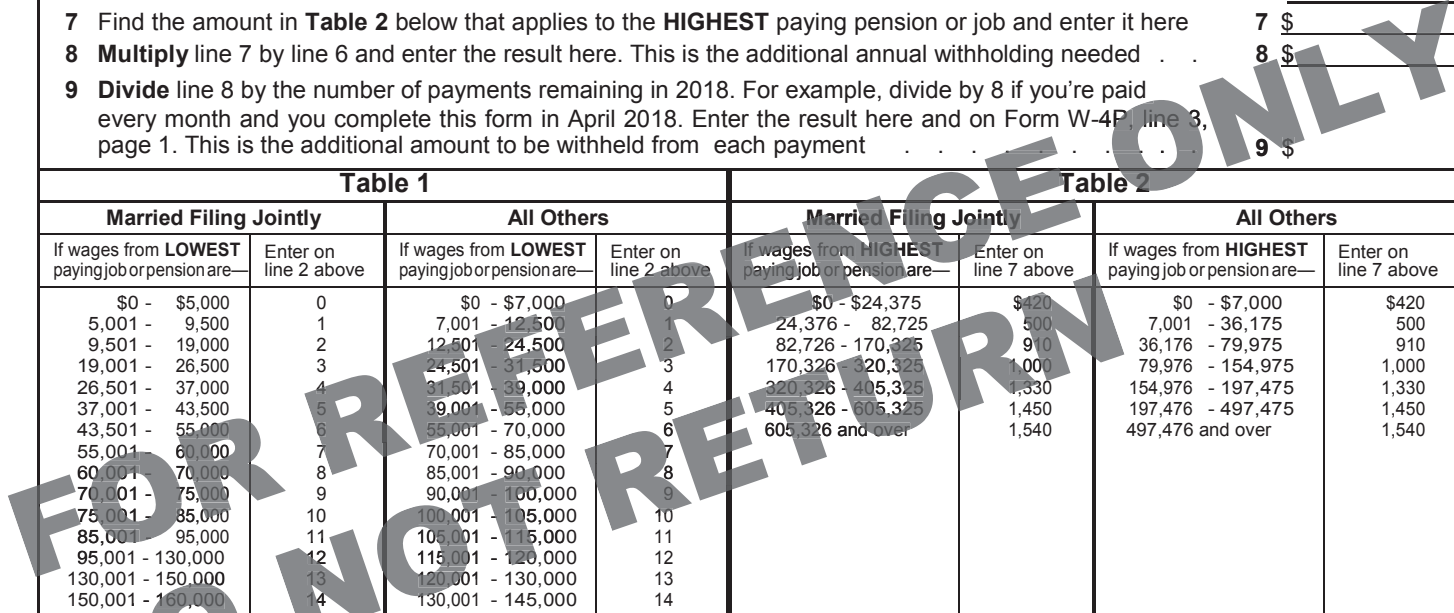 7 Find the amount in Table 2 below that applies to the HIGHEST paying pension or job and enter it here 7 $
8 Multiply line 7 by line 6 and enter the result here. This is the additional annual withholding needed . . 8 $
9 Divide line 8 by the number of payments remaining in 2018. For example, divide by 8 if you’re paid
every month and you complete this form in April 2018. Enter the result here and on Form W-4P, line 3,
page 1. This is the additional amount to be withheld from each payment . . . . . . . . . . . 9 $
Table 1 Table 2
Married Filing Jointly All Others Married Filing Jointly All Others
If wages from LOWEST Enter on If wages from LOWEST Enter on If wages from HIGHEST Enter on If wages from HIGHEST Enter on
paying job or pension are— line 2 above paying job or pension are— line 2 above paying job or pension are— line 7 above paying job or pension are— line 7 above
$0 - $5,000 0 $0 - $7,000 0 $0 - $24,375 $420 $0 - $7,000 $420
5,001 - 9,500 1 7,001 - 12,500 1 24,376 - 82,725 500 7,001 - 36,175 500
9,501 - 19,000 2 12,501 - 24,500 2 82,726 - 170,325 910 36,176 - 79,975 910
19,001 - 26,500 3 24,501 - 31,500 3 170,326 - 320,325 1,000 79,976 - 154,975 1,000
26,501 - 37,000 4 31,501 - 39,000 4 320,326 - 405,325 1,330 154,976 - 197,475 1,330
37,001 - 43,500 5 39,001 - 55,000 5 405,326 - 605,325 1,450 197,476 - 497,475 1,450
43,501 - 55,000 6 55,001 - 70,000 6 605,326 and over 1,540 497,476 and over 1,540
55,001 - 60,000 7 70,001 - 85,000 7
60,001 - 70,000 8 85,001 - 90,000 8
70,001 - 75,000 9 90,001 - 100,000 9
75,001 - 85,000 10 100,001 - 105,000 10
85,001 - 95,000 11 105,001 - 115,000 11
95,001 - 130,000 12 115,001 - 120,000 12
130,001 - 150,000 13 120,001 - 130,000 13
150,001 - 160,000 14 130,001 - 145,000 14
FOR REFERENCE ONLY
NOT RETURN